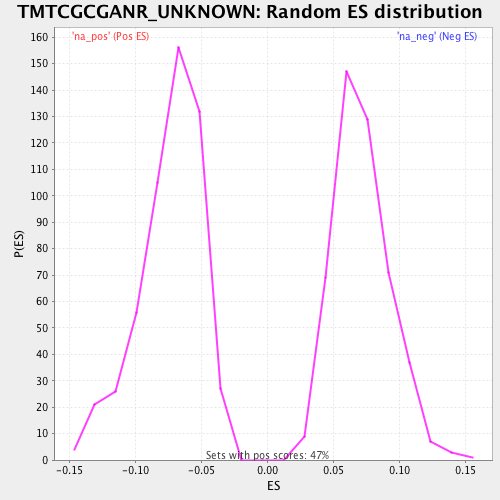 TMTCGCGANR_UNKNOWN: Random ES distribution
'na_pos' (Pos ES)
'na_neg' (Neg ES)
160
150
140
130
120
110
100
90
80
70
60
50
40
30
20
10
0
P(ES)
Sets with pos scores: 47%
-0.15 -0.10 -0.05 0.00 0.05 0.10 0.15
ES